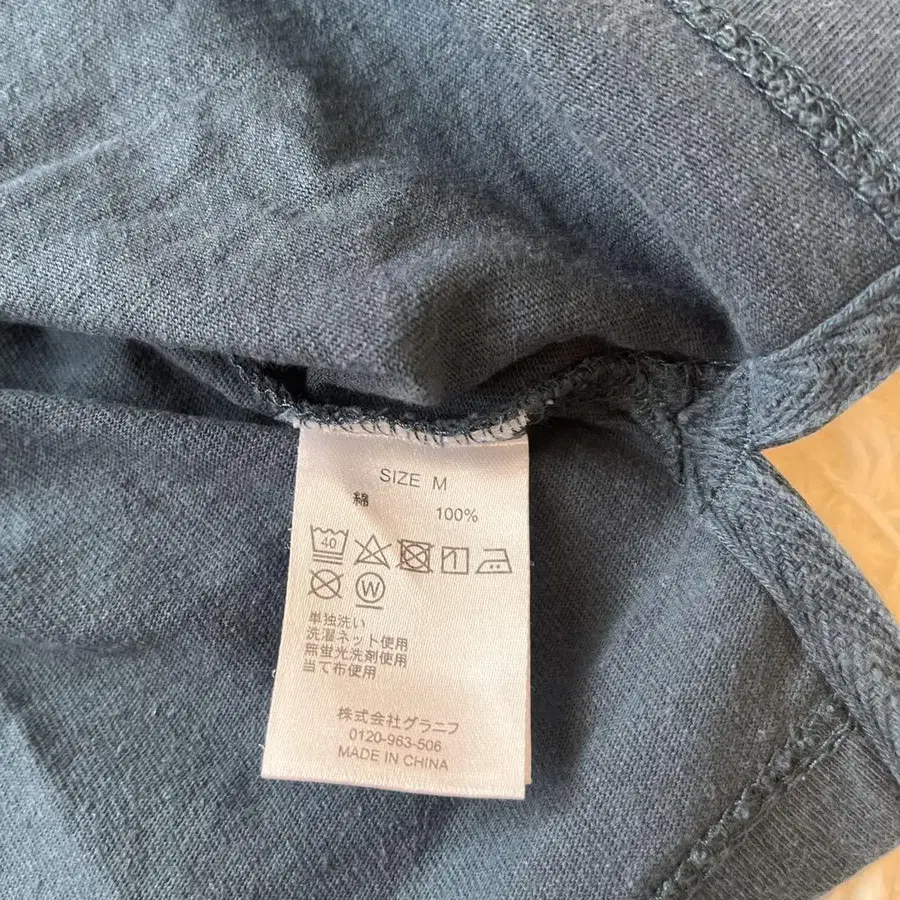 SIZE M
綿 100%
40
W
単独洗い
洗濯ネット使用
無蛍光洗剤使用
当て布使用
株式会社グラニフ
0120-963-506
MADE IN CHINA